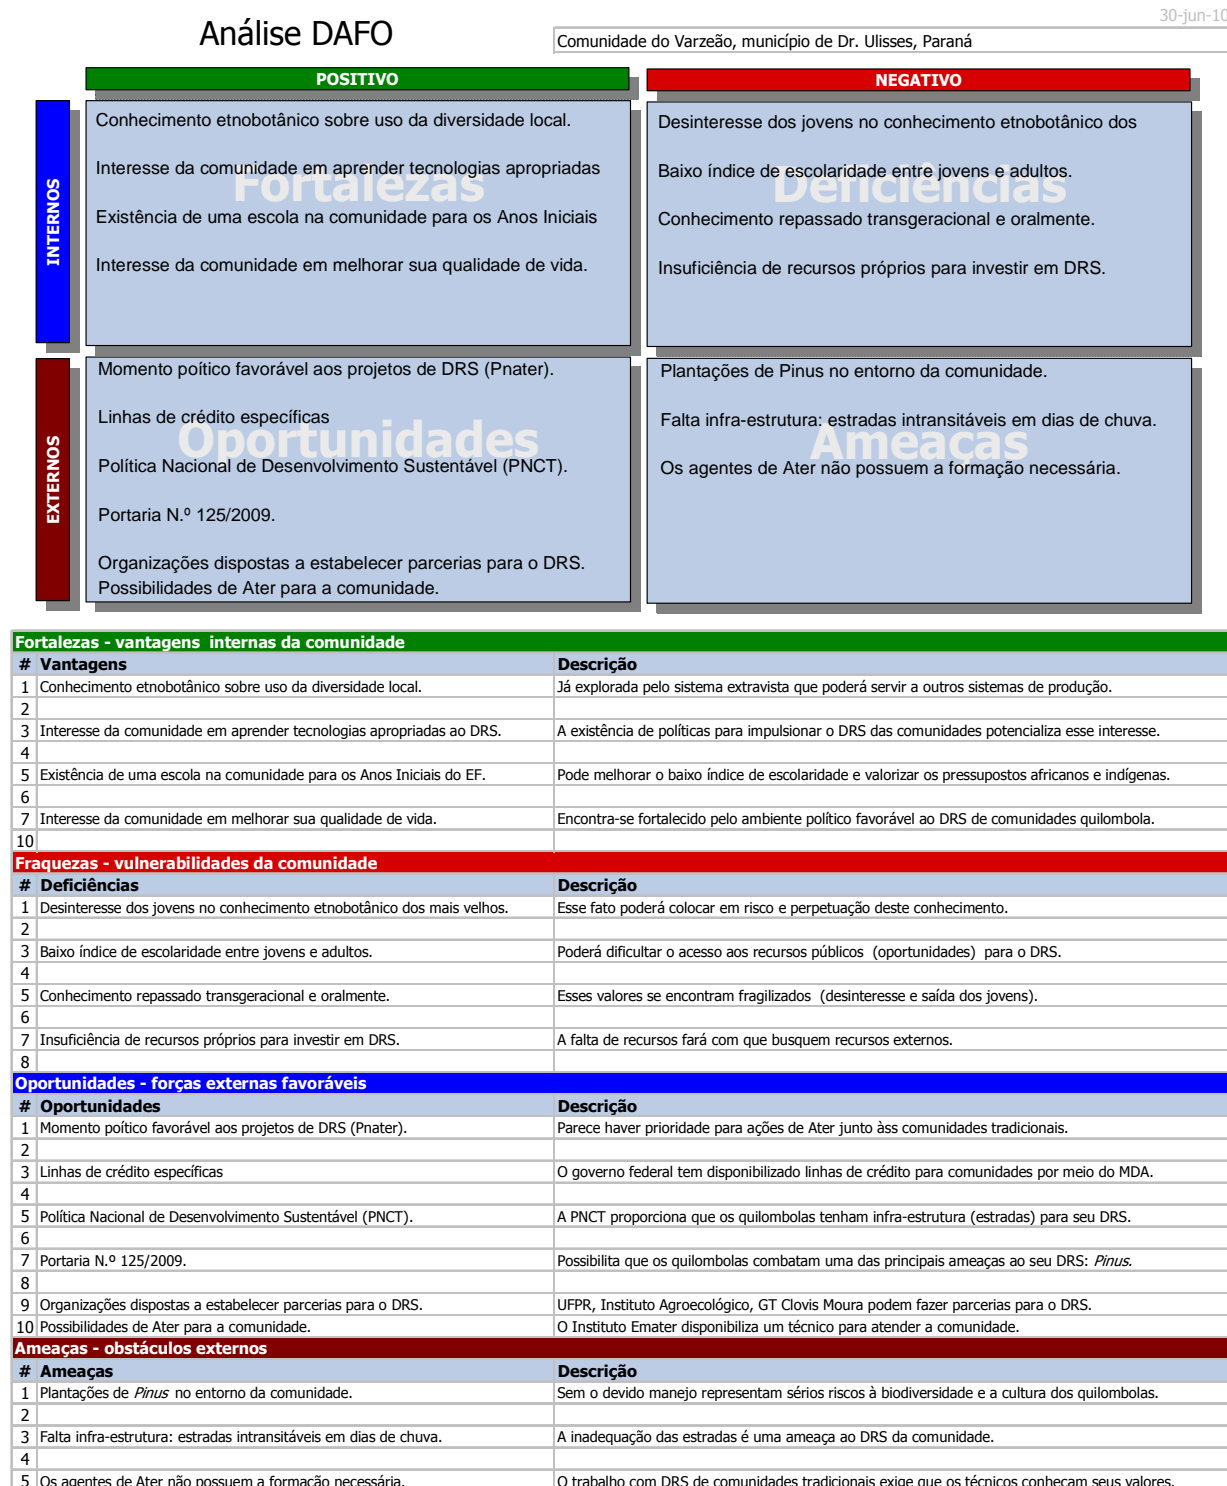 30-jun-10
Análise DAFO
Comunidade do Varzeão, município de Dr. Ulisses, Paraná
POSITIVO
NEGATIVO
INTERNOS
Fortalezas
Conhecimento etnobotânico sobre uso da diversidade local.
Interesse da comunidade em aprender tecnologias apropriadas
Existência de uma escola na comunidade para os Anos Iniciais
Interesse da comunidade em melhorar sua qualidade de vida.
Deficiências
Desinteresse dos jovens no conhecimento etnobotânico dos
Baixo índice de escolaridade entre jovens e adultos.
Conhecimento repassado transgeracional e oralmente.
Insuficiência de recursos próprios para investir em DRS.
EXTERNOS
Oportunidades
Momento poítico favorável aos projetos de DRS (Pnater).
Linhas de crédito específicas
Política Nacional de Desenvolvimento Sustentável (PNCT).
Portaria N.º 125/2009.
Organizações dispostas a estabelecer parcerias para o DRS.
Possibilidades de Ater para a comunidade.
Ameaças
Plantações de Pinus no entorno da comunidade.
Falta infra-estrutura: estradas intransitáveis em dias de chuva.
Os agentes de Ater não possuem a formação necessária.
Fortalezas - vantagens internas da comunidade
# Vantagens Descrição
1 Conhecimento etnobotânico sobre uso da diversidade local. Já explorada pelo sistema extravista que poderá servir a outros sistemas de produção.
2
3 Interesse da comunidade em aprender tecnologias apropriadas ao DRS. A existência de políticas para impulsionar o DRS das comunidades potencializa esse interesse.
4
5 Existência de uma escola na comunidade para os Anos Iniciais do EF. Pode melhorar o baixo índice de escolaridade e valorizar os pressupostos africanos e indígenas.
6
7 Interesse da comunidade em melhorar sua qualidade de vida. Encontra-se fortalecido pelo ambiente político favorável ao DRS de comunidades quilombola.
10
Fraquezas - vulnerabilidades da comunidade
# Deficiências Descrição
1 Desinteresse dos jovens no conhecimento etnobotânico dos mais velhos. Esse fato poderá colocar em risco e perpetuação deste conhecimento.
2
3 Baixo índice de escolaridade entre jovens e adultos. Poderá dificultar o acesso aos recursos públicos (oportunidades) para o DRS.
4
5 Conhecimento repassado transgeracional e oralmente. Esses valores se encontram fragilizados (desinteresse e saída dos jovens).
6
7 Insuficiência de recursos próprios para investir em DRS. A falta de recursos fará com que busquem recursos externos.
8
Oportunidades - forças externas favoráveis
# Oportunidades Descrição
1 Momento poítico favorável aos projetos de DRS (Pnater). Parece haver prioridade para ações de Ater junto àss comunidades tradicionais.
2
3 Linhas de crédito específicas O governo federal tem disponibilizado linhas de crédito para comunidades por meio do MDA.
4
5 Política Nacional de Desenvolvimento Sustentável (PNCT). A PNCT proporciona que os quilombolas tenham infra-estrutura (estradas) para seu DRS.
6
7 Portaria N.º 125/2009. Possibilita que os quilombolas combatam uma das principais ameaças ao seu DRS: Pinus.
8
9 Organizações dispostas a estabelecer parcerias para o DRS. UFPR, Instituto Agroecológico, GT Clovis Moura podem fazer parcerias para o DRS.
10 Possibilidades de Ater para a comunidade. O Instituto Emater disponibiliza um técnico para atender a comunidade.
Ameaças - obstáculos externos
# Ameaças Descrição
1 Plantações de Pinus no entorno da comunidade. Sem o devido manejo representam sérios riscos à biodiversidade e a cultura dos quilombolas.
2
3 Falta infra-estrutura: estradas intransitáveis em dias de chuva. A inadequação das estradas é uma ameaça ao DRS da comunidade.
4
5 Os agentes de Ater não possuem a formação necessária. O trabalho com DRS de comunidades tradicionais exige que os técnicos conheçam seus valores.